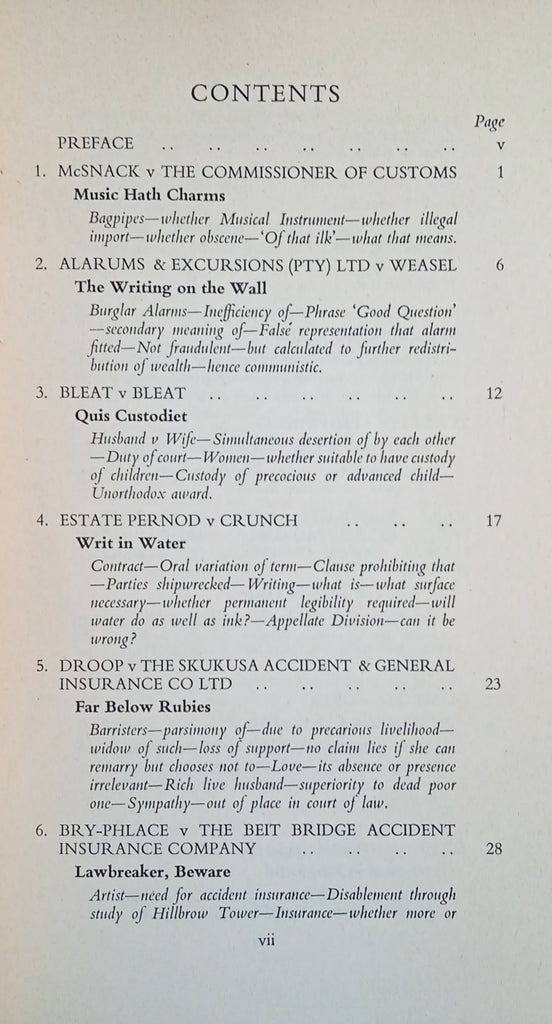 CONTENTS
Page
PREFACE .. .. .. .. .. .. .. v
1. McSNACK v THE COMMISSIONER OF CUSTOMS 1
Music Hath Charms
Bagpipes—whether Musical Instrument—whether illegal
import—whether obscene—‘Of that ilk’—what that means.
2. ALARUMS & EXCURSIONS (PTY) LTD v WEASEL 6
The Writing on the Wall
Burglar Alarms—Inefficiency of—Phrase ‘Good Question’
—secondary meaning of—False representation that alarm
fitted—Not fraudulent—but calculated to further redistri-
bution of wealth—hence communistic.
3. BLEAT v BLEAT .. .. .. .. .. .. 12
Quis Custodiet
Husband v Wife—Simultaneous desertion of by each other
—Duty of court—Women—whether suitable to have custody
of children—Custody of precocious or advanced child—
Unorthodox award.
4. ESTATE PERNOD v CRUNCH .. .. .. 17
Writ in Water
Contract—Oral variation of term—Clause prohibiting that
—Parties shipwrecked—Writing—what is—what surface
necessary—whether permanent legibility required—will
water do as well as ink?—Appellate Division—can it be
wrong?
5. DROOP v THE SKUKUSA ACCIDENT & GENERAL
INSURANCE CO LTD .. .. .. .. .. 23
Far Below Rubies
Barristers—parsimony of—due to precarious livelihood—
widow of such—loss of support—no claim lies if she can
remarry but chooses not to—Love—its absence or presence
irrelevant—Rich live husband—superiority to dead poor
one—Sympathy—out of place in court of law.
6. BRY-PHLACE v THE BEIT BRIDGE ACCIDENT
INSURANCE COMPANY .. .. .. .. 28
Lawbreaker, Beware
Artist—need for accident insurance—Disablement through
study of Hillbrow Tower—Insurance—whether more or
vii